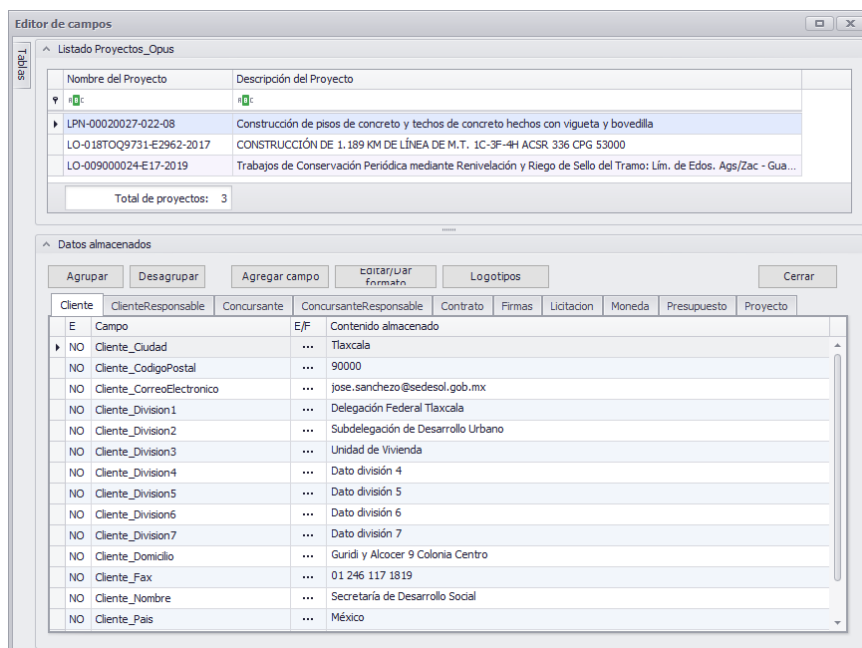 Editor de campos
Tablas
Listado Proyectos_Opus
Nombre del Proyecto Descripción del Proyecto
ABC ABC
LPN-00020027-022-08 Construcción de pisos de concreto y techos de concreto hechos con vigueta y bovedilla
LO-018TOQ9731-E2962-2017 CONSTRUCCIÓN DE 1.189 KM DE LÍNEA DE M.T. 1C-3F-4H ACSR 336 CPG 53000
LO-009000024-E17-2019 Trabajos de Conservación Periódica mediante Renivelación y Riego de Sello del Tramo: Lím. de Edos. Ags/Zac - Gua...
Total de proyectos: 3
Datos almacenados
Agrupar Desagrupar Agregar campo Editar/Dar formato Logotipos Cerrar
Cliente ClienteResponsable Concursante ConcursanteResponsable Contrato Firmas Licitacion Moneda Presupuesto Proyecto
E Campo E/F Contenido almacenado
NO Cliente_Ciudad ... Tlaxcala
NO Cliente_CodigoPostal ... 90000
NO Cliente_CorreoElectronico ... jose.sanchezo@sedesol.gob.mx
NO Cliente_Division1 ... Delegación Federal Tlaxcala
NO Cliente_Division2 ... Subdelegación de Desarrollo Urbano
NO Cliente_Division3 ... Unidad de Vivienda
NO Cliente_Division4 ... Dato división 4
NO Cliente_Division5 ... Dato división 5
NO Cliente_Division6 ... Dato división 6
NO Cliente_Division7 ... Dato división 7
NO Cliente_Domicilio ... Guridi y Alcocer 9 Colonia Centro
NO Cliente_Fax ... 01 246 117 1819
NO Cliente_Nombre ... Secretaría de Desarrollo Social
NO Cliente_Pais ... México